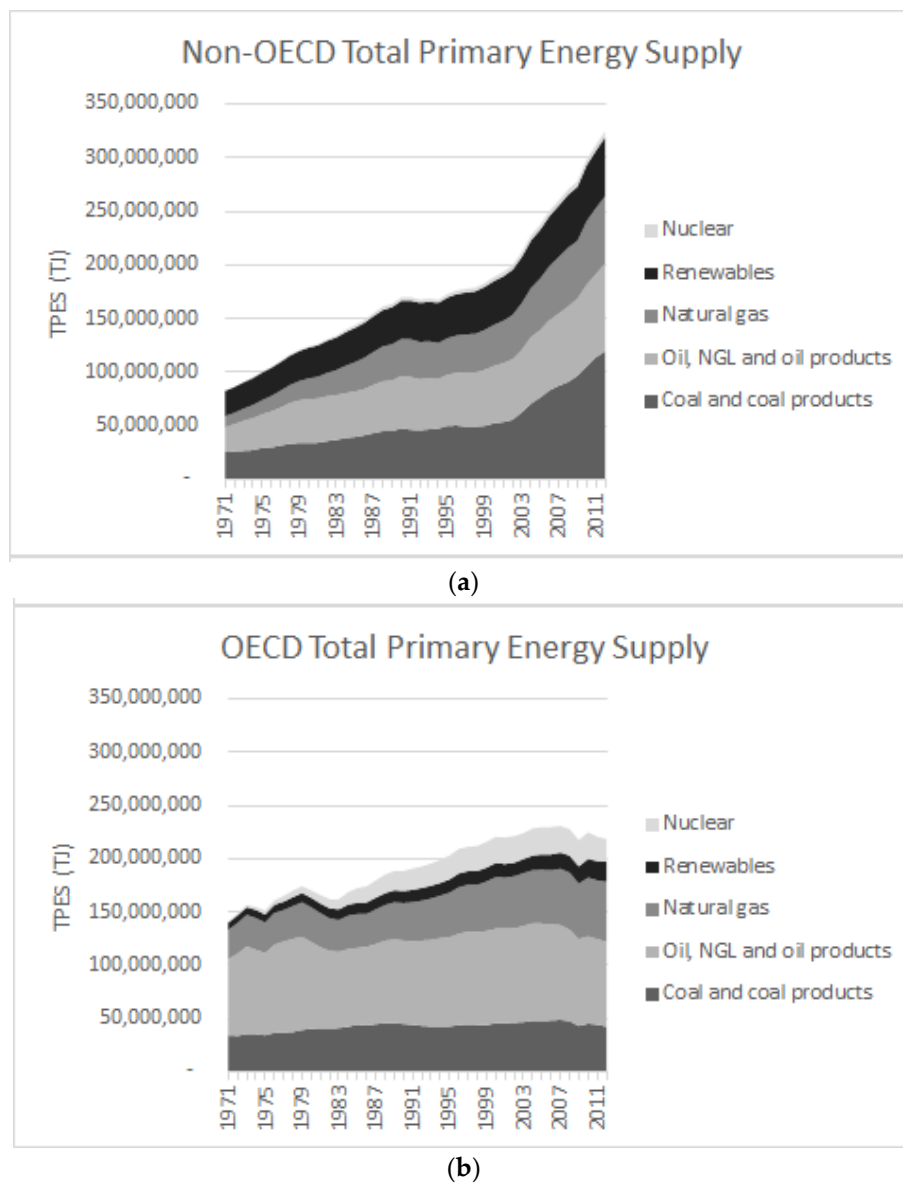 Non-OECD Total Primary Energy Supply
350,000,000
300,000,000
250,000,000
200,000,000
150,000,000
100,000,000
50,000,000
-
TPES (TJ)
1971
1975
1979
1983
1987
1991
1995
1999
2003
2007
2011
Nuclear
Renewables
Natural gas
Oil, NGL and oil products
Coal and coal products
(a)
OECD Total Primary Energy Supply
350,000,000
300,000,000
250,000,000
200,000,000
150,000,000
100,000,000
50,000,000
-
TPES (TJ)
1971
1975
1979
1983
1987
1991
1995
1999
2003
2007
2011
Nuclear
Renewables
Natural gas
Oil, NGL and oil products
Coal and coal products
(b)